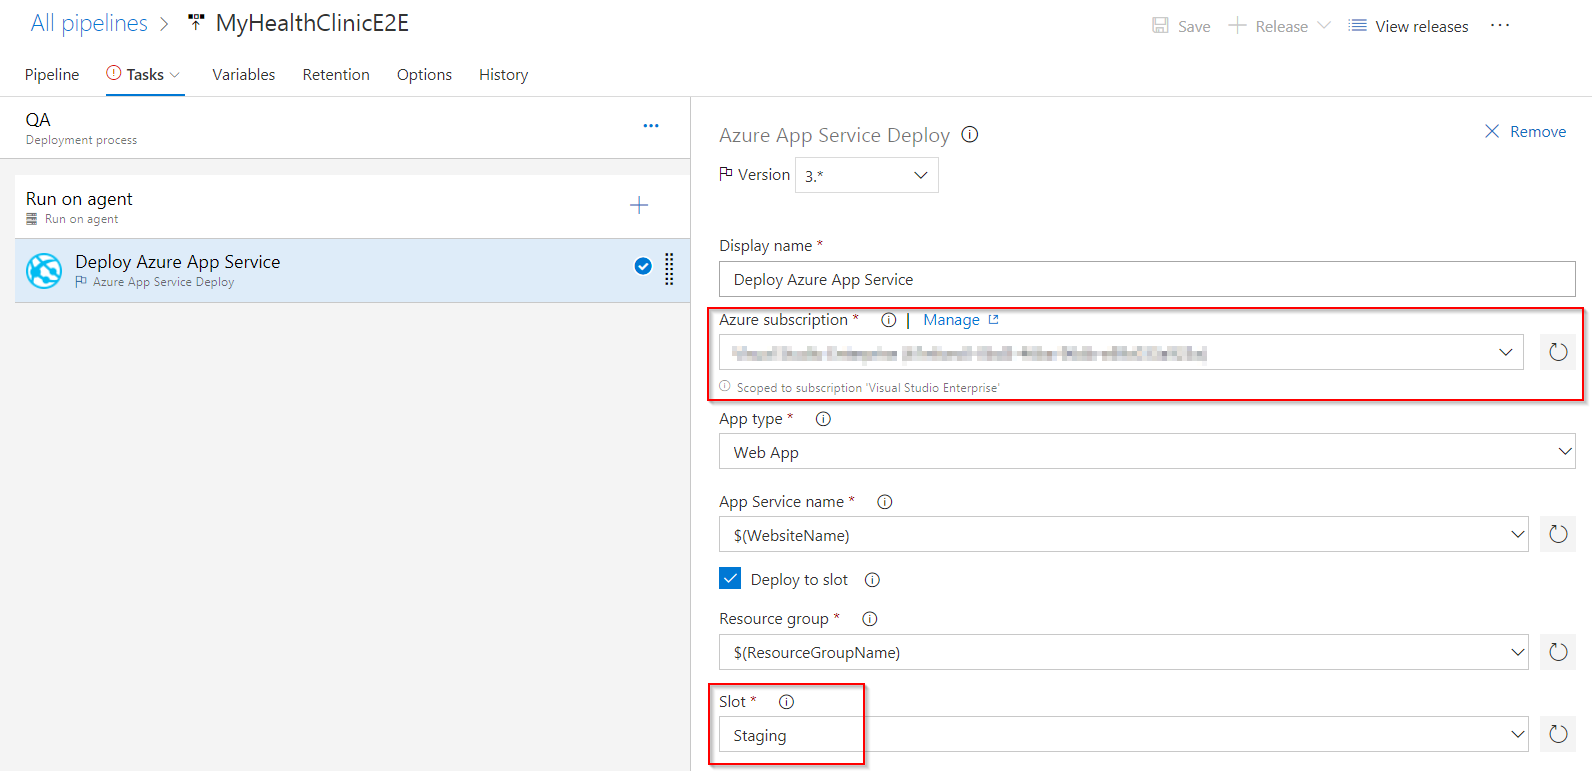 All pipelines > MyHealthClinicE2E
Save Release View releases ...
Pipeline Tasks Variables Retention Options History
QA
Deployment process
Run on agent
Run on agent
Deploy Azure App Service
Azure App Service Deploy
Azure App Service Deploy
Remove
Version 3.*
Display name *
Deploy Azure App Service
Azure subscription * | Manage
Scoped to subscription 'Visual Studio Enterprise'
App type *
Web App
App Service name *
$(WebsiteName)
Deploy to slot
Resource group *
$(ResourceGroupName)
Slot *
Staging